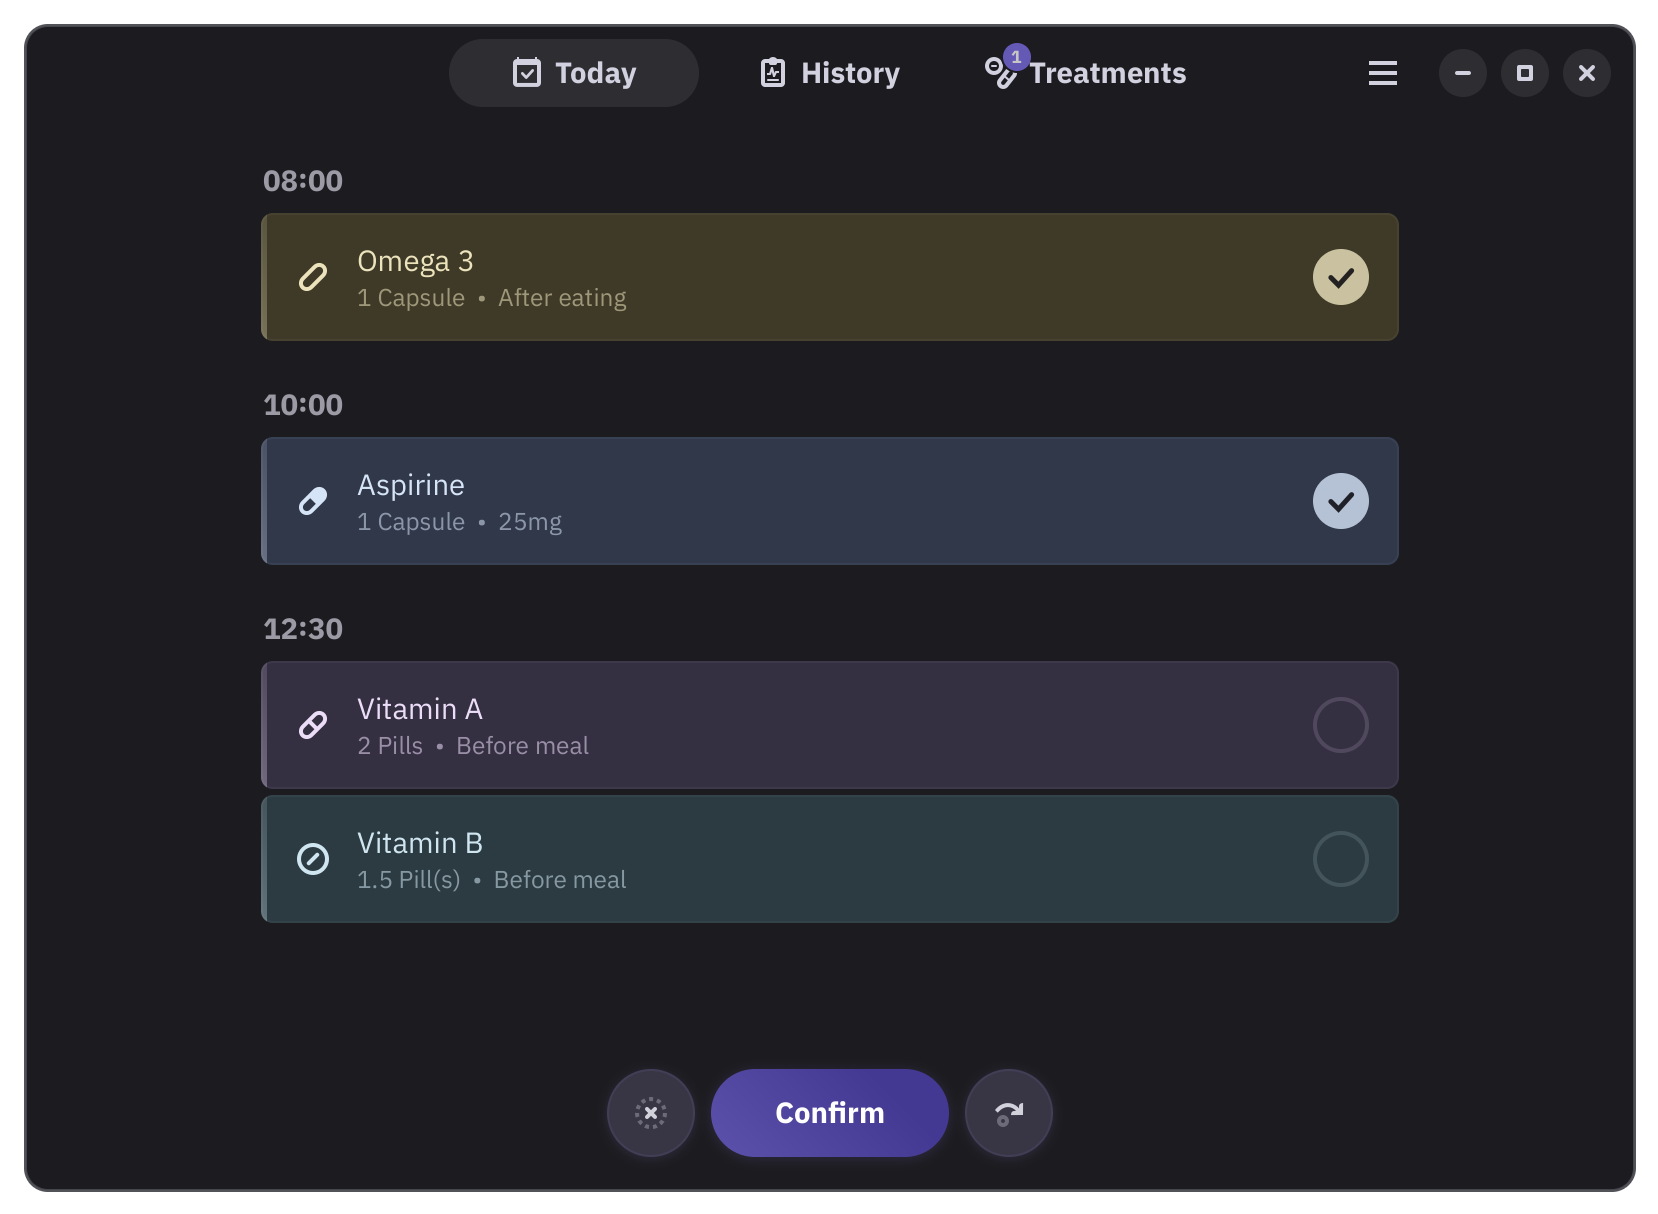 Today
History
1
Treatments
08:00
Omega 3
1 Capsule • After eating
10:00
Aspirine
1 Capsule • 25mg
12:30
Vitamin A
2 Pills • Before meal
Vitamin B
1.5 Pill(s) • Before meal
Confirm